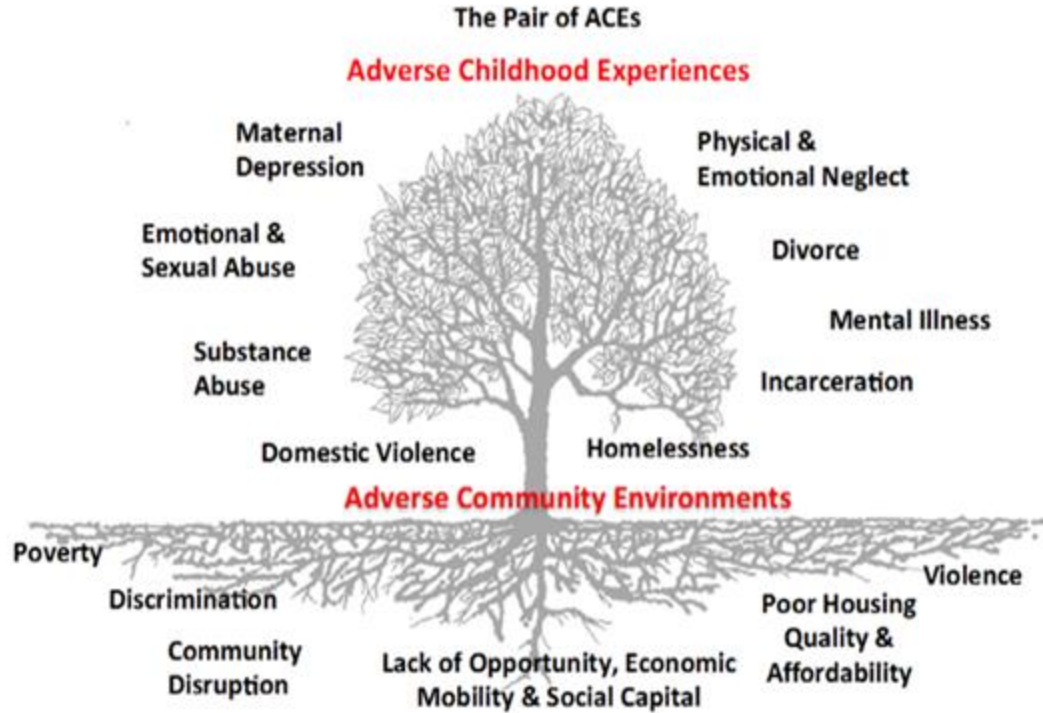 The Pair of ACEs
Adverse Childhood Experiences
Maternal
Depression
Physical &
Emotional Neglect
Emotional &
Sexual Abuse
Divorce
Mental Illness
Substance
Abuse
Incarceration
Domestic Violence
Homelessness
Adverse Community Environments
Poverty
Violence
Discrimination
Poor Housing
Quality &
Affordability
Community
Disruption
Lack of Opportunity, Economic
Mobility & Social Capital